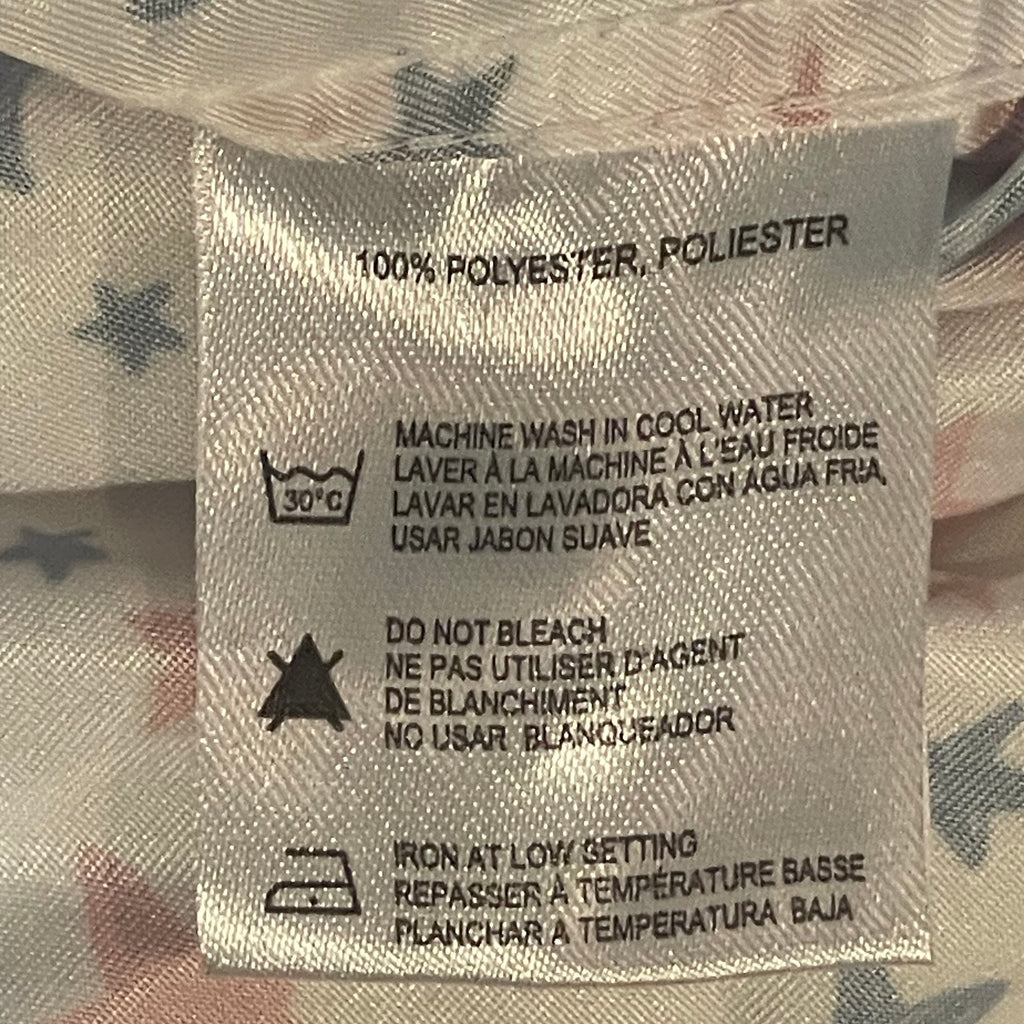 100% POLYESTER, POLIESTER
MACHINE WASH IN COOL WATER
LAVER À LA MACHINE À L'EAU FROIDE
LAVAR EN LAVADORA CON AGUA FRIA,
USAR JABON SUAVE
30°C
DO NOT BLEACH
NE PAS UTILISER D'AGENT
DE BLANCHIMENT
NO USAR BLANQUEADOR
IRON AT LOW SETTING
REPASSER À TEMPÉRATURE BASSE
PLANCHAR A TEMPERATURA BAJA